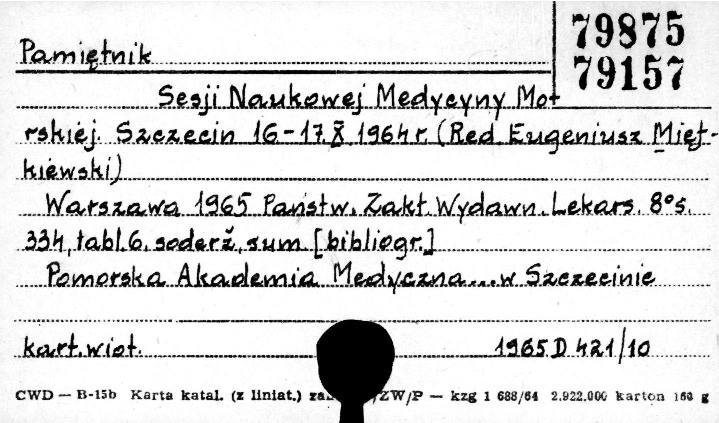 79875
79157
Pamiętnik
Sesji Naukowej Medycyny Mo-
rskiej. Szczecin 16-17.X 1964 r. (Red. Eugeniusz Mięt-
kiewski)
Warszawa 1965 Państw. Zakt. Wydawn. Lekars. 8° s.
334, tabl. 6. soderž, sum. [bibliogr.]
Pomorska Akademia Medyczna... w Szczecinie
kart. wiot. 1965 D 421/10
CWD — B-15b Karta katal. (z liniat.) /ZW/P — kzg 1 688/64 2.922.000 karton 160 g